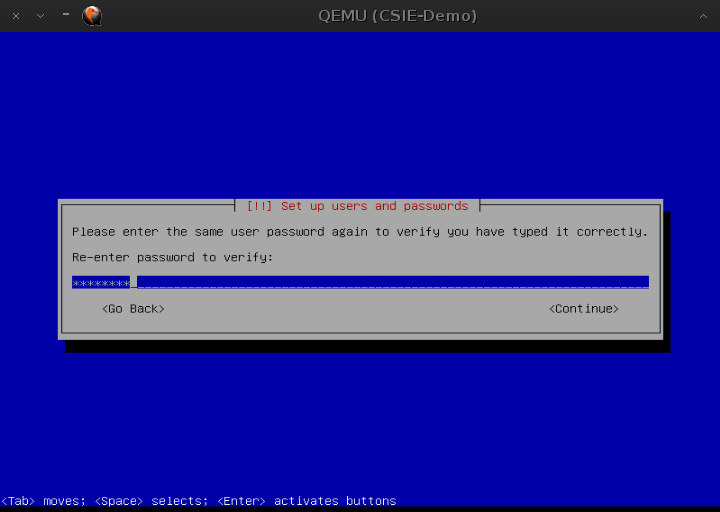 QEMU (CSIE-Demo)
[!!] Set up users and passwords
Please enter the same user password again to verify you have typed it correctly.
Re-enter password to verify:
********
<Go Back> <Continue>
<Tab> moves; <Space> selects; <Enter> activates buttons